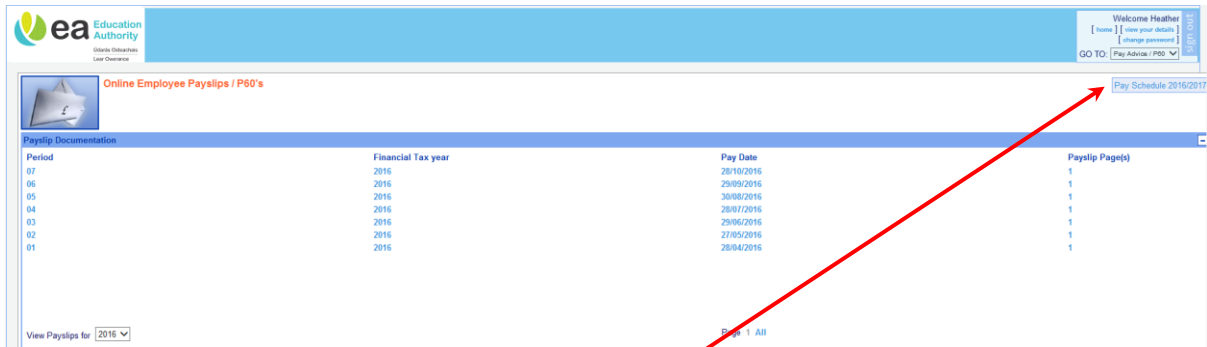 ea Education
Authority
Údarás Oideachais
Lear Owerance
Welcome Heather
[ home ] [ view your details ]
[ change password ]
GO TO: Pay Advice / P60
sign out
Online Employee Payslips / P60's
Pay Schedule 2016/2017
£
Payslip Documentation
Period Financial Tax year Pay Date Payslip Page(s)
07 2016 28/10/2016 1
06 2016 29/09/2016 1
05 2016 30/08/2016 1
04 2016 28/07/2016 1
03 2016 29/06/2016 1
02 2016 27/05/2016 1
01 2016 28/04/2016 1
View Payslips for 2016 Page 1 All